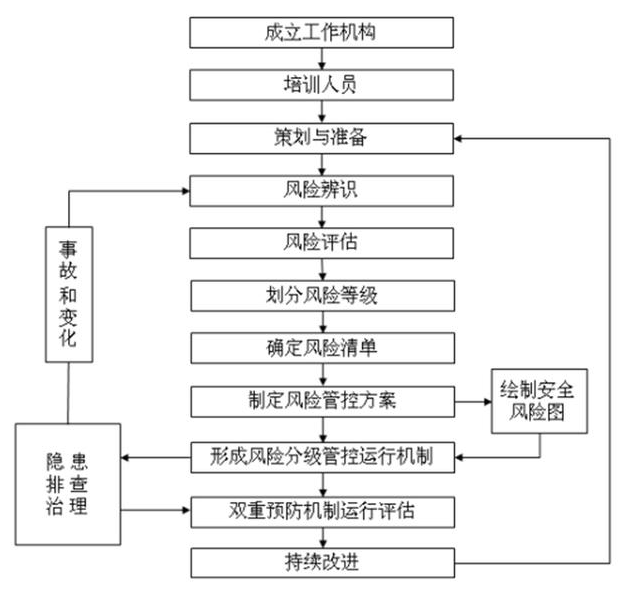 成立工作机构
培训人员
策划与准备
风险辨识
风险评估
划分风险等级
确定风险清单
制定风险管控方案
绘制安全
风险图
形成风险分级管控运行机制
双重预防机制运行评估
持续改进
事故和变化
隐患
排查
治理